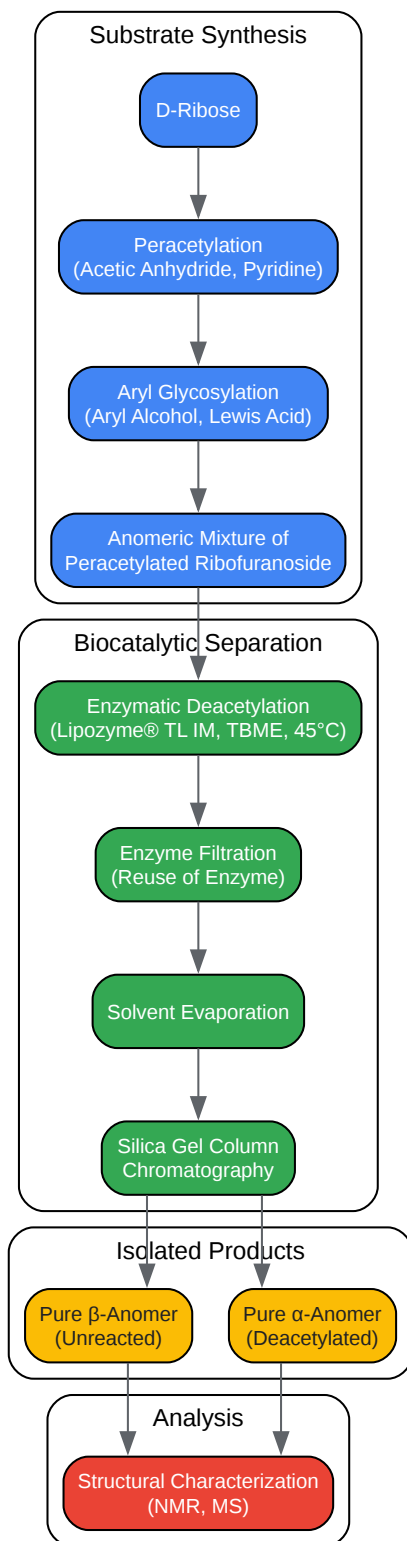 Substrate Synthesis
D-Ribose
Peracetylation
(Acetic Anhydride, Pyridine)
Aryl Glycosylation
(Aryl Alcohol, Lewis Acid)
Anomeric Mixture of
Peracetylated Ribofuranoside
Biocatalytic Separation
Enzymatic Deacetylation
(Lipozyme® TL IM, TBME, 45°C)
Enzyme Filtration
(Reuse of Enzyme)
Solvent Evaporation
Silica Gel Column
Chromatography
Isolated Products
Pure β-Anomer
(Unreacted)
Pure α-Anomer
(Deacetylated)
Analysis
Structural Characterization
(NMR, MS)